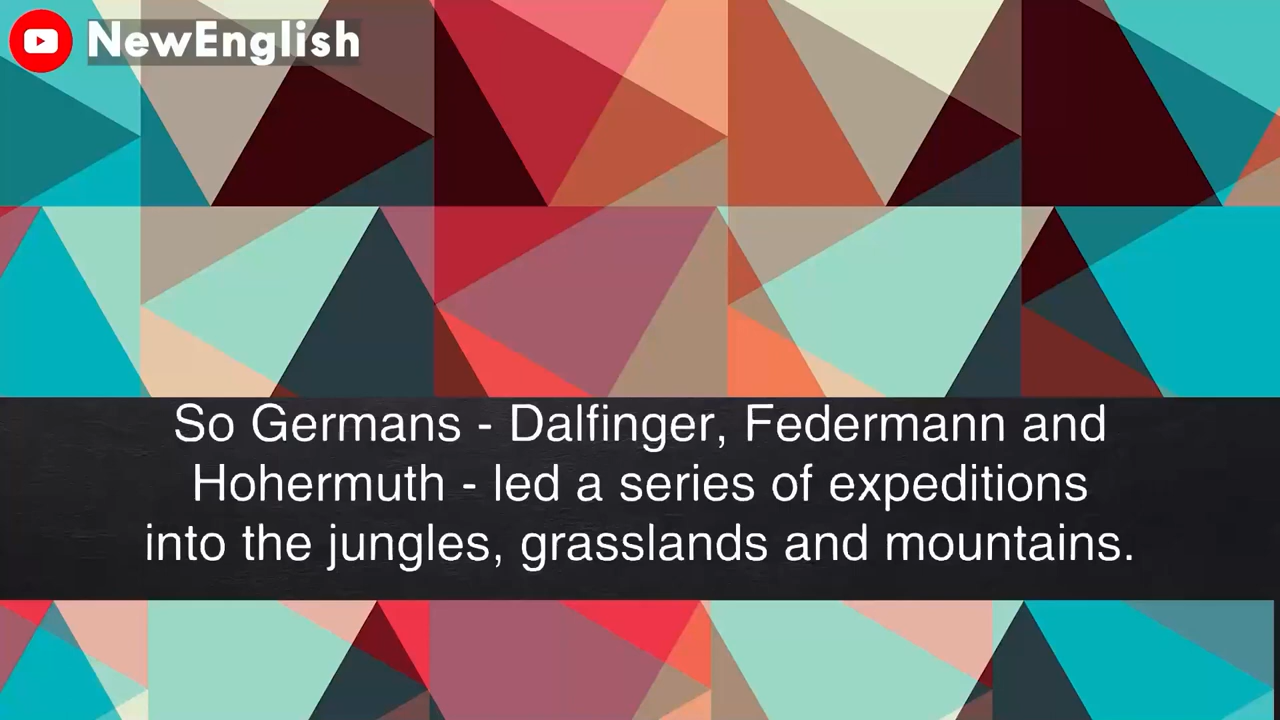 NewEnglish
So Germans - Dalfinger, Federmann and
Hohermuth - led a series of expeditions
into the jungles, grasslands and mountains.